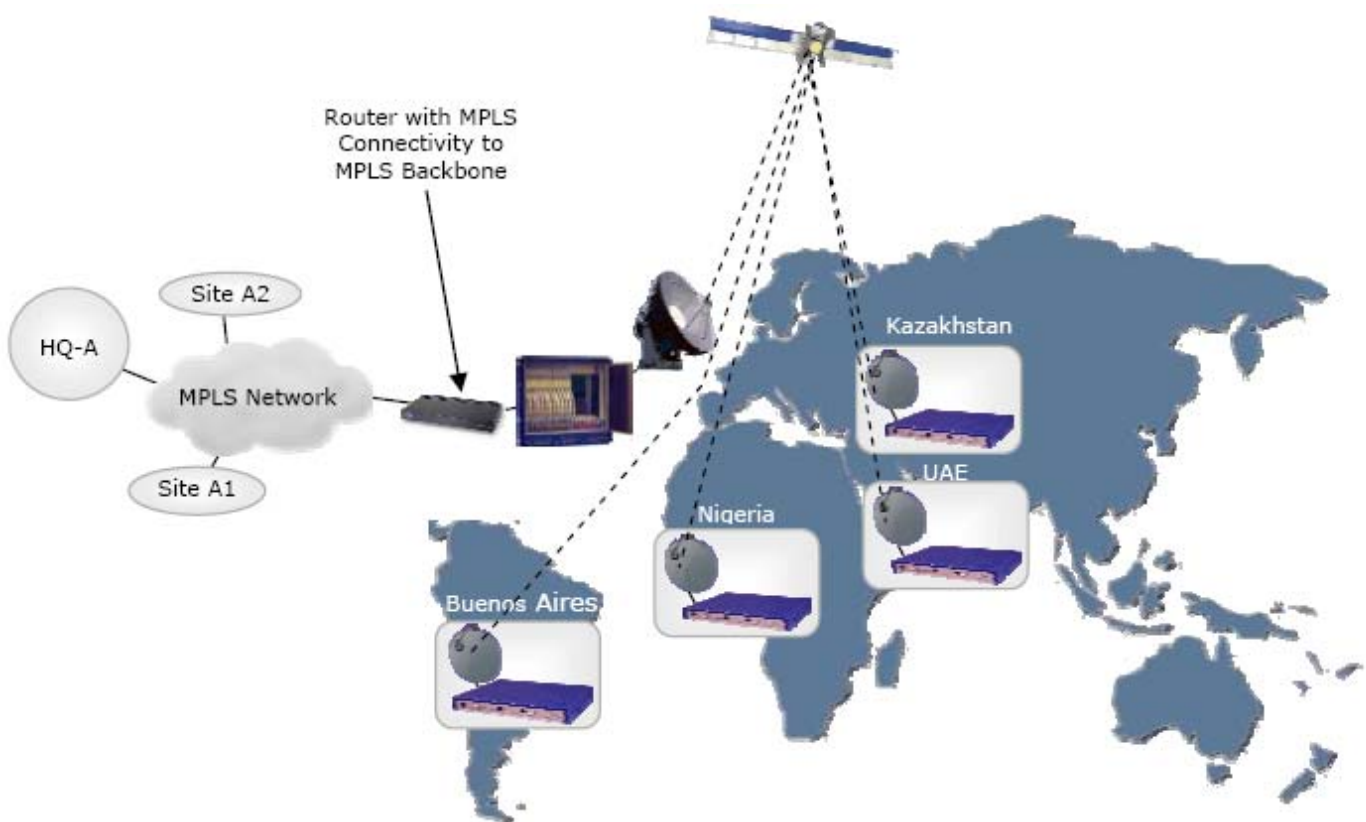 Router with MPLS
Connectivity to
MPLS Backbone
Site A2
HQ-A
MPLS Network
Site A1
Kazakhstan
UAE
Nigeria
Buenos Aires